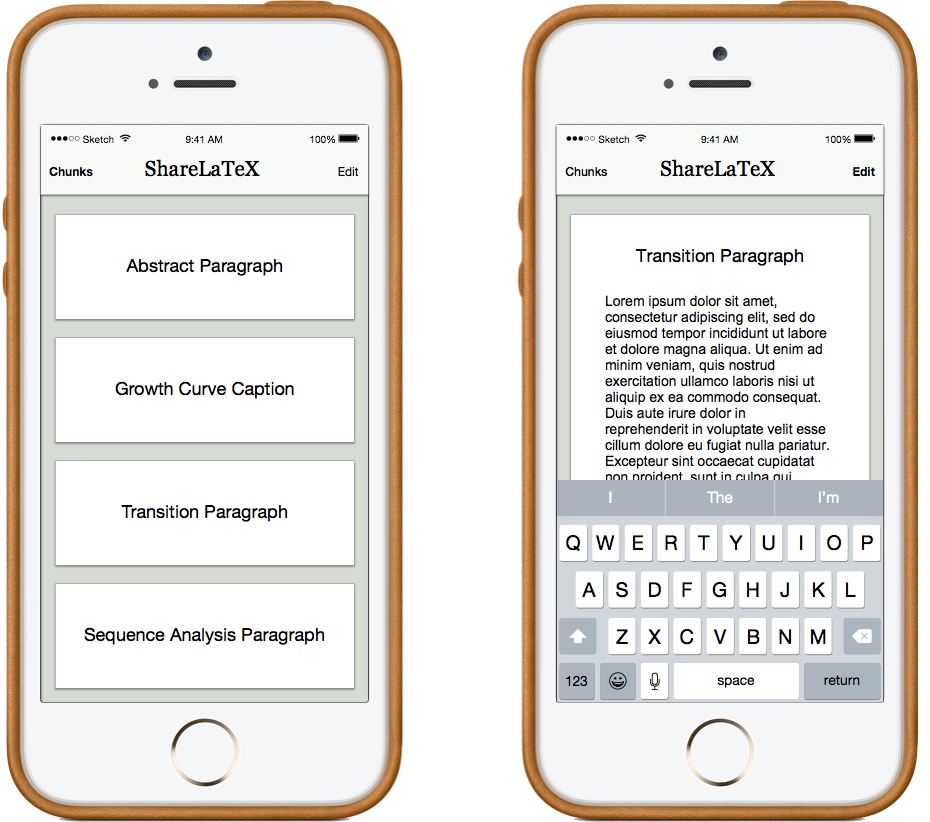 Sketch 9:41 AM 100%
Chunks ShareLaTeX Edit
Abstract Paragraph
Growth Curve Caption
Transition Paragraph
Sequence Analysis Paragraph
Sketch 9:41 AM 100%
Chunks ShareLaTeX Edit
Transition Paragraph
Lorem ipsum dolor sit amet,
consectetur adipiscing elit, sed do
eiusmod tempor incididunt ut labore
et dolore magna aliqua. Ut enim ad
minim veniam, quis nostrud
exercitation ullamco laboris nisi ut
aliquip ex ea commodo consequat.
Duis aute irure dolor in
reprehenderit in voluptate velit esse
cillum dolore eu fugiat nulla pariatur.
Excepteur sint occaecat cupidatat
non proident, sunt in culpa qui
I The I'm
Q W E R T Y U I O P
A S D F G H J K L
Z X C V B N M
123 space return